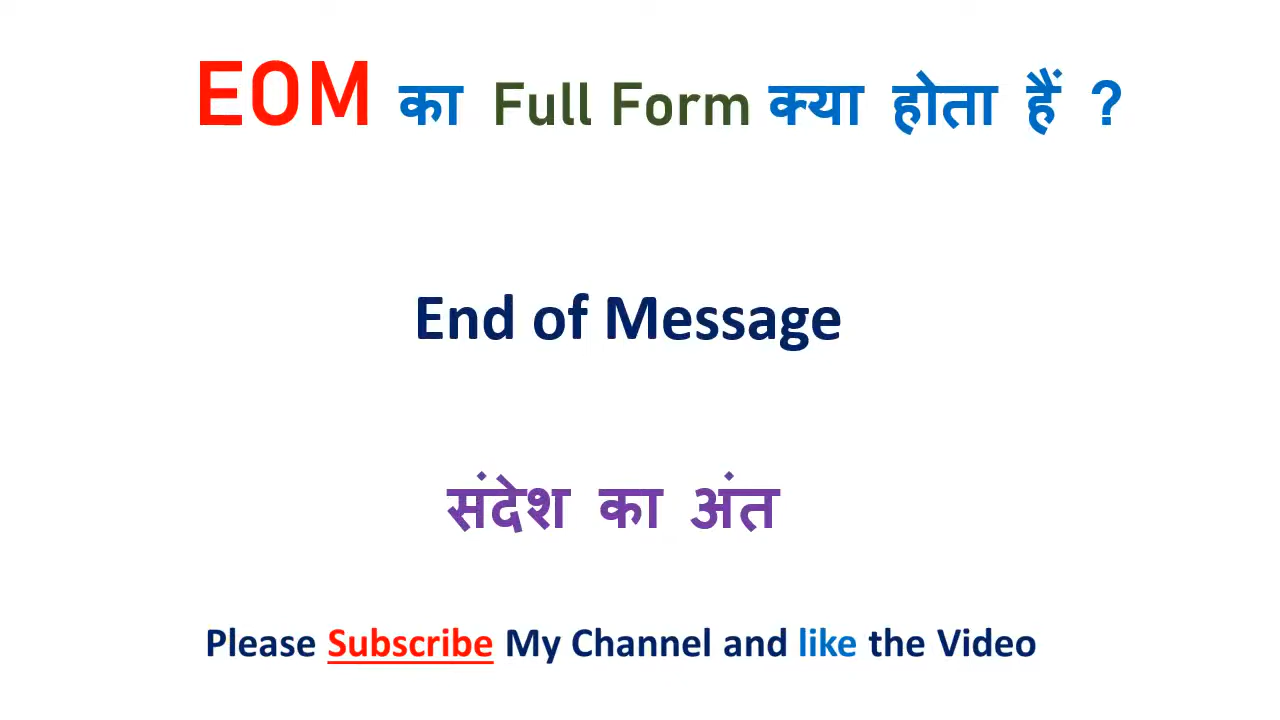 EOM का Full Form क्या होता हैं ?
End of Message
संदेश का अंत
Please Subscribe My Channel and like the Video